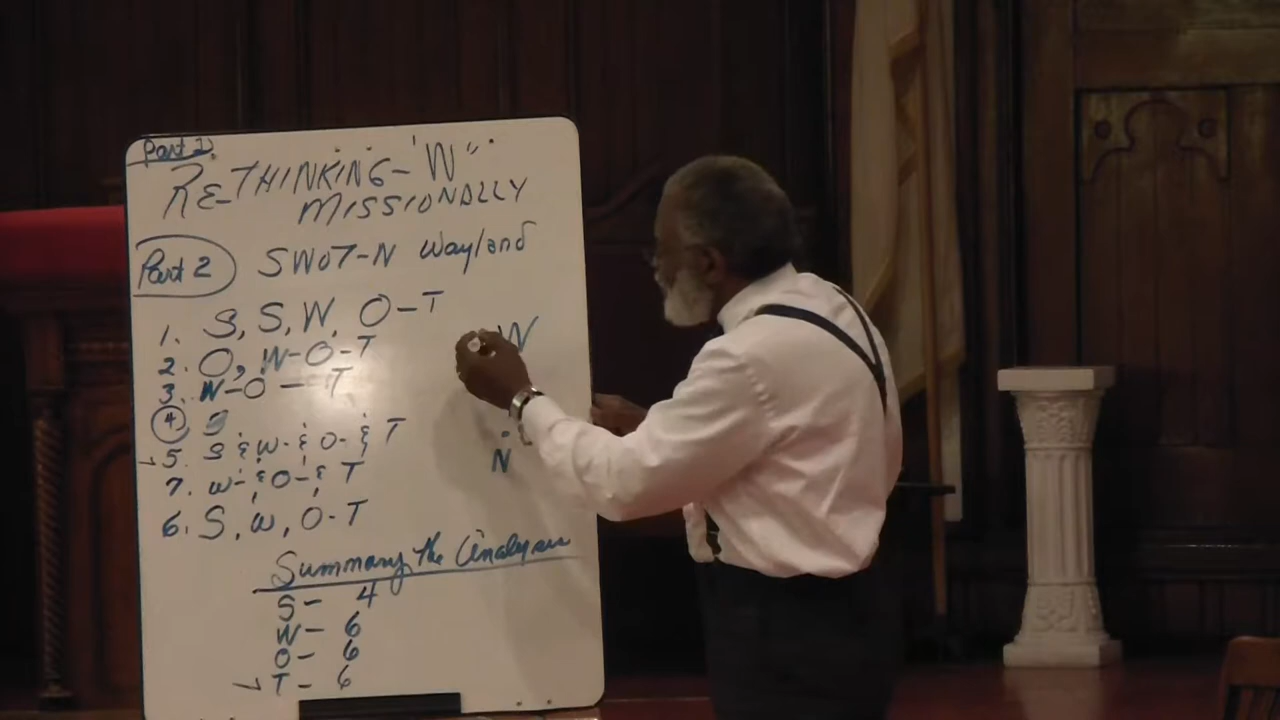 Part 2
RE-THINKING-'W"
MISSIONALLY
Part 2 SWOT-N Wayland
1. S, S, W, O-T
2. O, W-O-T
3. W-O-T
4 S
5. S & W- & O- & T
7. W- & O- & T
6. S, W, O-T
W
N
Summary the Analysis
S- 4
W- 6
O- 6
T- 6